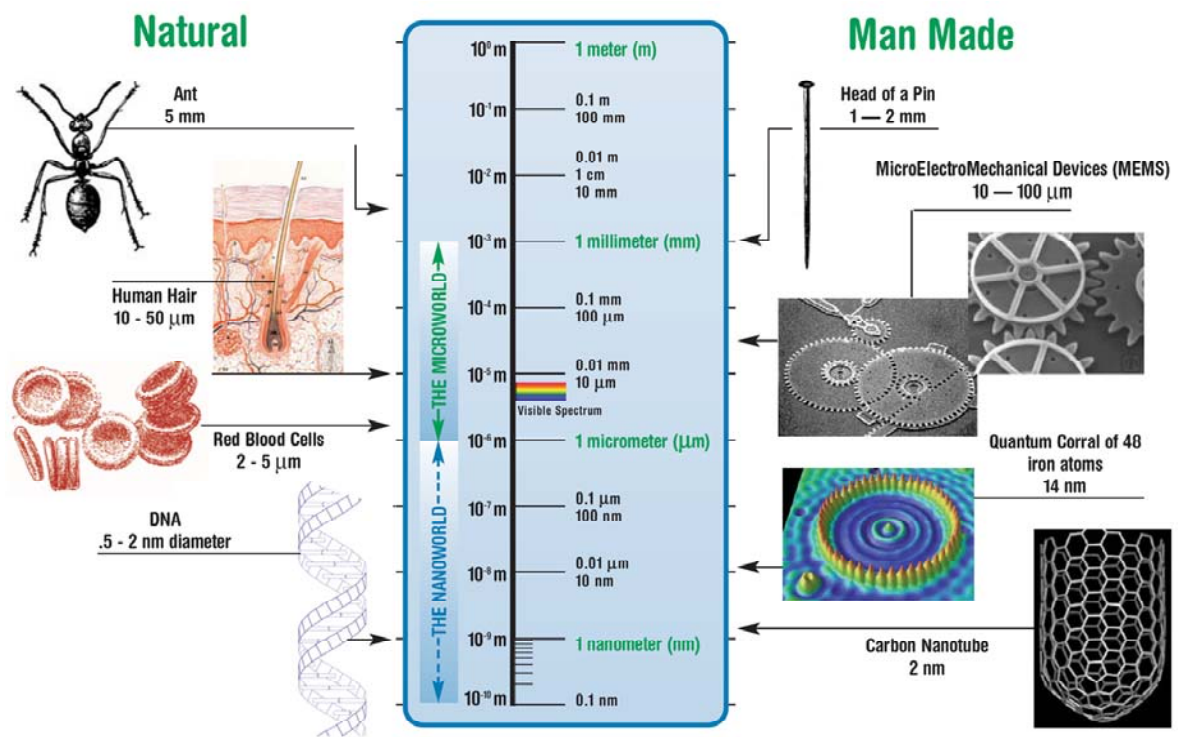 Natural
Man Made
Ant
5 mm
Human Hair
10 - 50 μm
Red Blood Cells
2 - 5 μm
DNA
.5 - 2 nm diameter
THE MICROWORLD
THE NANOWORLD
10⁰ m
1 meter (m)
10⁻¹ m
0.1 m
100 mm
10⁻² m
0.01 m
1 cm
10 mm
10⁻³ m
1 millimeter (mm)
10⁻⁴ m
0.1 mm
100 μm
10⁻⁵ m
0.01 mm
10 μm
Visible Spectrum
10⁻⁶ m
1 micrometer (μm)
10⁻⁷ m
0.1 μm
100 nm
10⁻⁸ m
0.01 μm
10 nm
10⁻⁹ m
1 nanometer (nm)
10⁻¹⁰ m
0.1 nm
Head of a Pin
1 — 2 mm
MicroElectroMechanical Devices (MEMS)
10 — 100 μm
Quantum Corral of 48
iron atoms
14 nm
Carbon Nanotube
2 nm